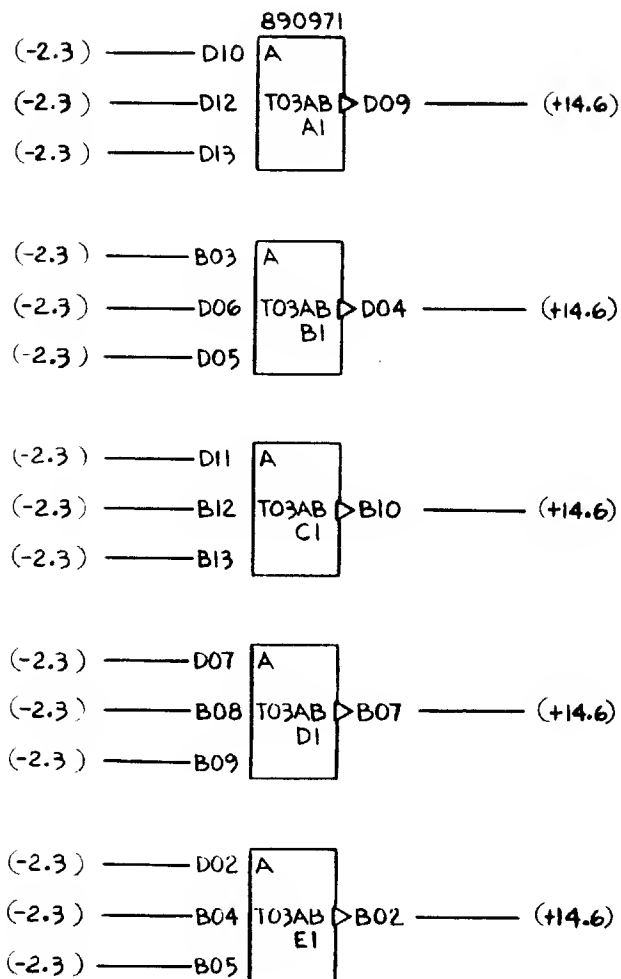 890971
(-2.3) D10 A
(-2.3) D12 T03AB D09 (+14.6)
A1
(-2.3) D13
(-2.3) B03 A
(-2.3) D06 T03AB D04 (+14.6)
B1
(-2.3) D05
(-2.3) D11 A
(-2.3) B12 T03AB B10 (+14.6)
C1
(-2.3) B13
(-2.3) D07 A
(-2.3) B08 T03AB B07 (+14.6)
D1
(-2.3) B09
(-2.3) D02 A
(-2.3) B04 T03AB B02 (+14.6)
E1
(-2.3) B05